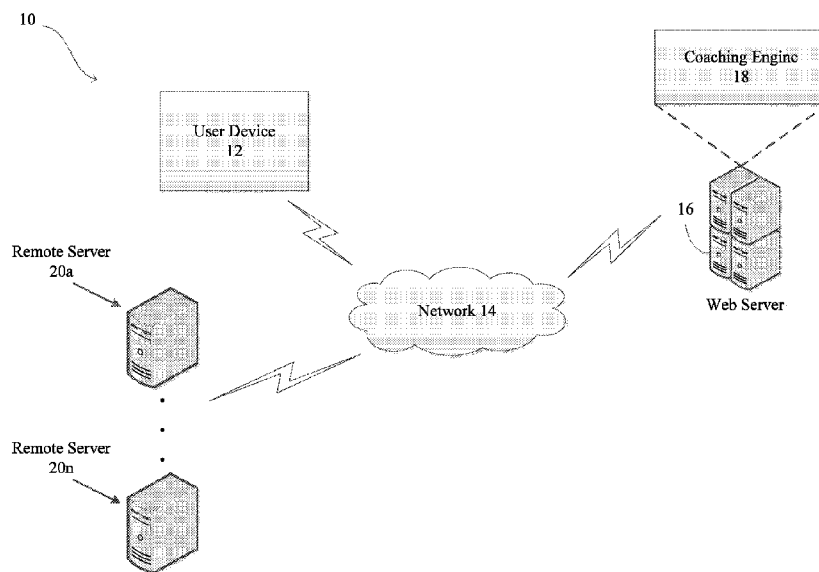 10
Coaching Engine
18
User Device
12
16
Remote Server
20a
Network 14
Web Server
Remote Server
20n